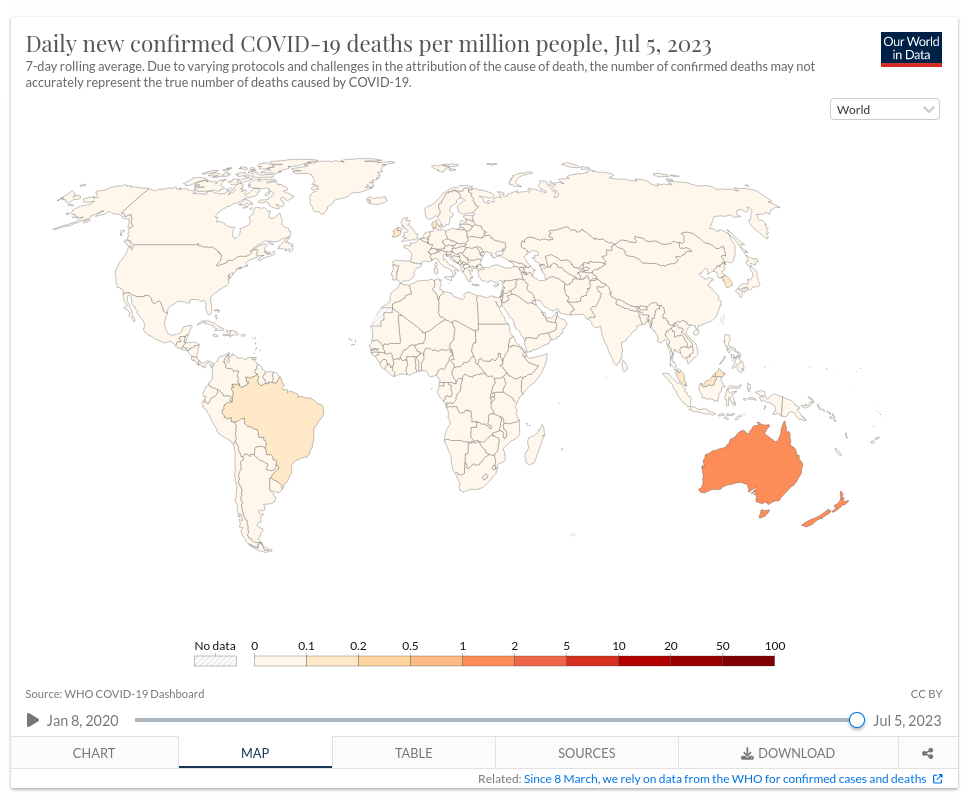 Daily new confirmed COVID-19 deaths per million people, Jul 5, 2023
Our World
in Data
7-day rolling average. Due to varying protocols and challenges in the attribution of the cause of death, the number of confirmed deaths may not
accurately represent the true number of deaths caused by COVID-19.
World
No data 0 0.1 0.2 0.5 1 2 5 10 20 50 100
Source: WHO COVID-19 Dashboard CC BY
Jan 8, 2020 Jul 5, 2023
CHART MAP TABLE SOURCES DOWNLOAD
Related: Since 8 March, we rely on data from the WHO for confirmed cases and deaths